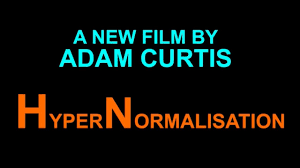 A NEW FILM BY
ADAM CURTIS
HYPERNORMALISATION